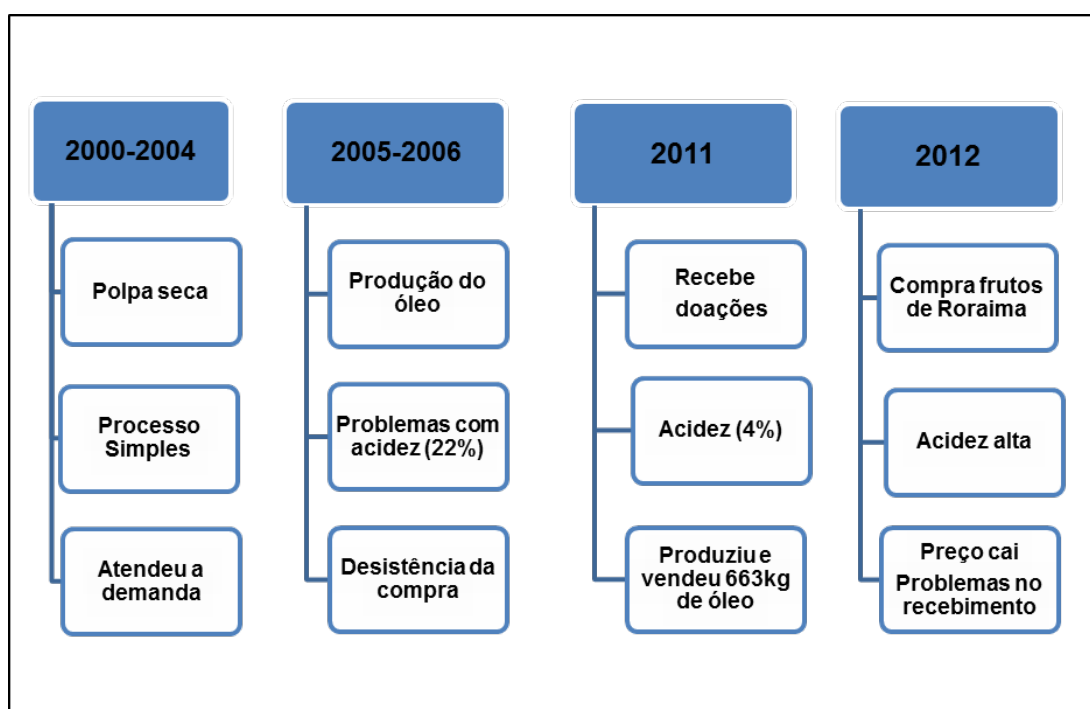 2000-2004
Polpa seca
Processo
Simples
Atendeu a
demanda
2005-2006
Produção do
óleo
Problemas com
acidez (22%)
Desistência da
compra
2011
Recebe
doações
Acidez (4%)
Produziu e
vendeu 663kg
de óleo
2012
Compra frutos
de Roraima
Acidez alta
Preço cai
Problemas no
recebimento